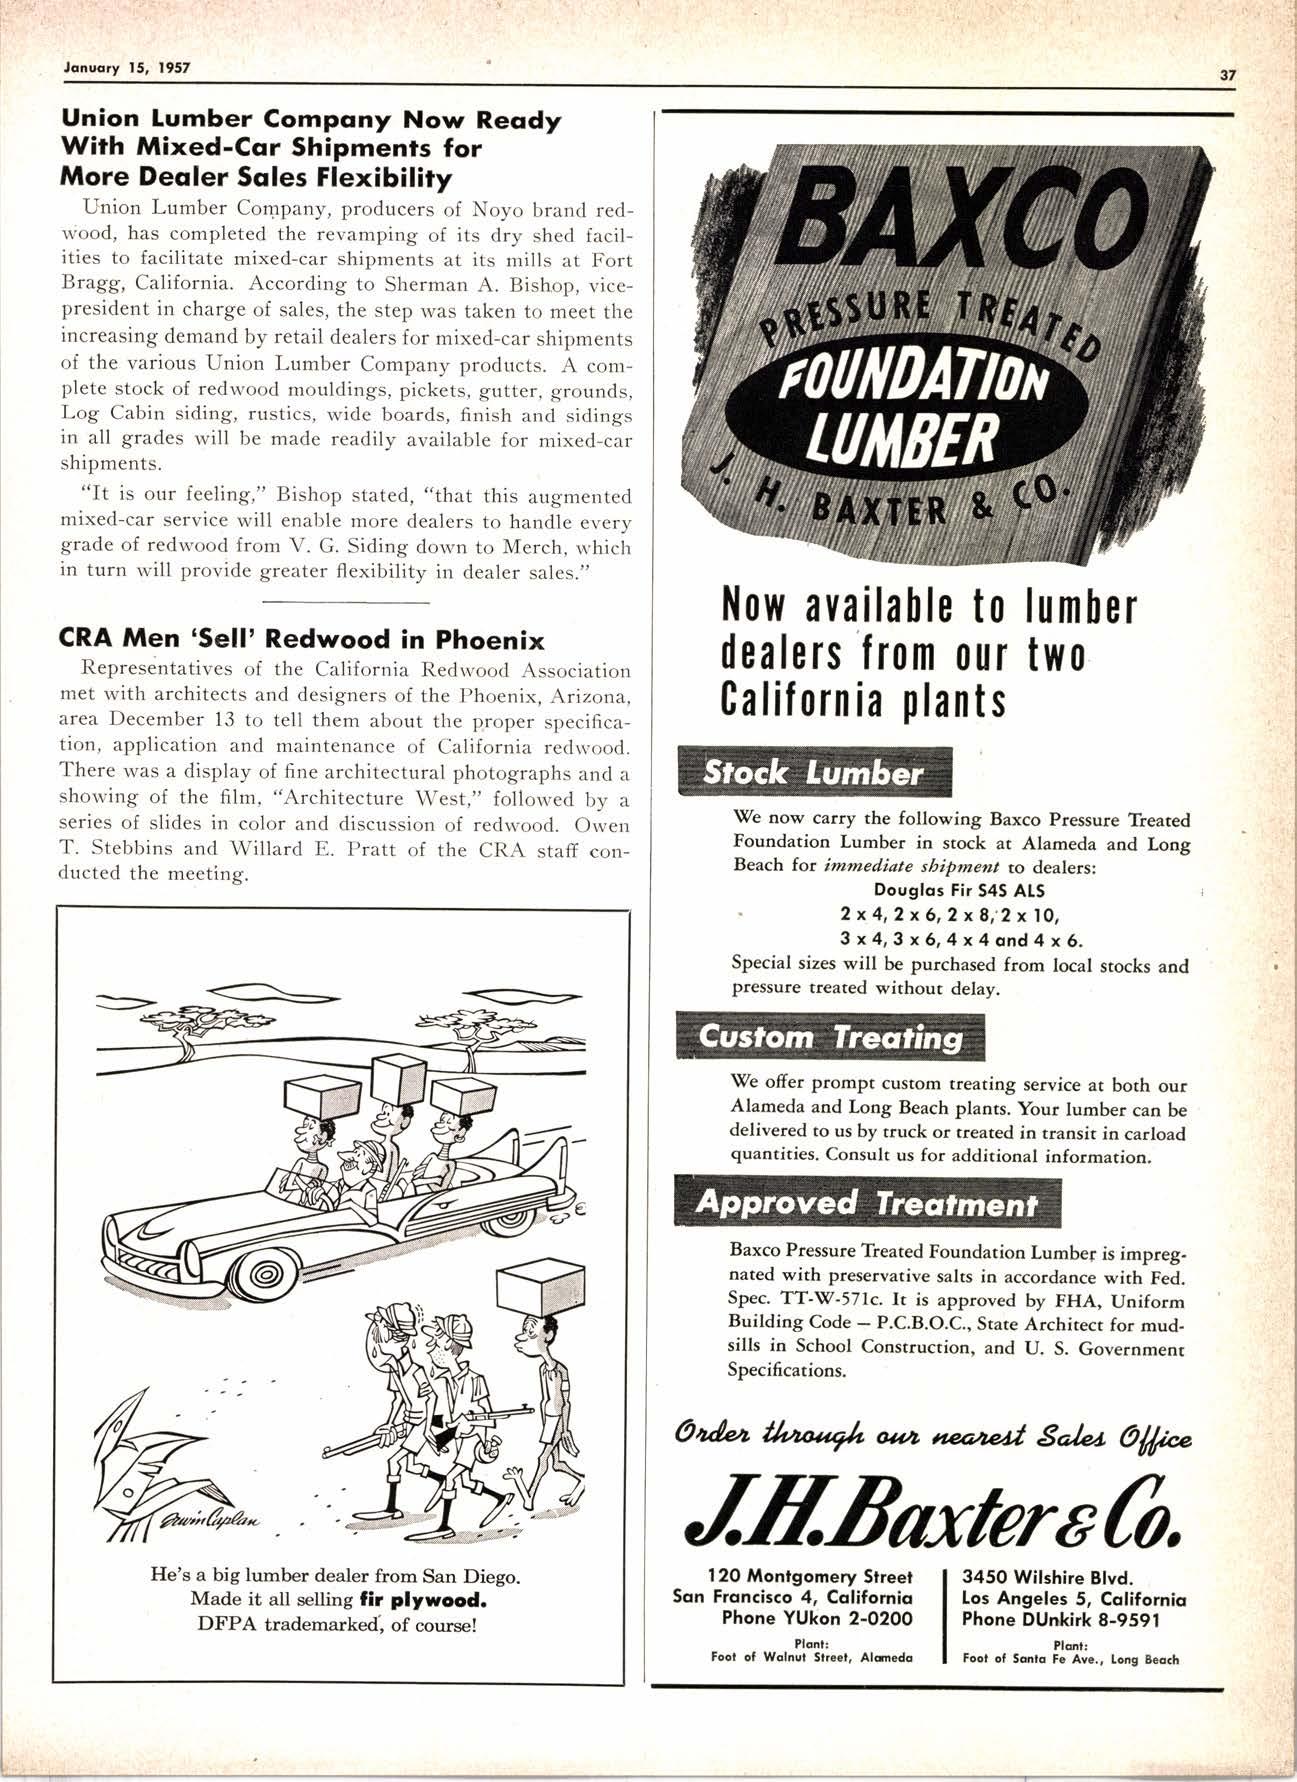 January 15, 1957
37
Union Lumber Company Now Ready
With Mixed-Car Shipments for
More Dealer Sales Flexibility
Union Lumber Company, producers of Noyo brand red-
wood, has completed the revamping of its dry shed facil-
ities to facilitate mixed-car shipments at its mills at Fort
Bragg, California. According to Sherman A. Bishop, vice-
president in charge of sales, the step was taken to meet the
increasing demand by retail dealers for mixed-car shipments
of the various Union Lumber Company products. A com-
plete stock of redwood mouldings, pickets, gutter, grounds,
Log Cabin siding, rustics, wide boards, finish and sidings
in all grades will be made readily available for mixed-car
shipments.
“It is our feeling,” Bishop stated, “that this augmented
mixed-car service will enable more dealers to handle every
grade of redwood from V. G. Siding down to Merch, which
in turn will provide greater flexibility in dealer sales.”
CRA Men ‘Sell’ Redwood in Phoenix
Representatives of the California Redwood Association
met with architects and designers of the Phoenix, Arizona,
area December 13 to tell them about the proper specifica-
tion, application and maintenance of California redwood.
There was a display of fine architectural photographs and a
showing of the film, “Architecture West,” followed by a
series of slides in color and discussion of redwood. Owen
T. Stebbins and Willard E. Pratt of the CRA staff con-
ducted the meeting.
Irwin Caplan
He's a big lumber dealer from San Diego.
Made it all selling fir plywood.
DFPA trademarked, of course!
BAXCO
PRESSURE TREATED
FOUNDATION
LUMBER
J. H. BAXTER & CO.
Now available to lumber
dealers from our two
California plants
Stock Lumber
We now carry the following Baxco Pressure Treated
Foundation Lumber in stock at Alameda and Long
Beach for immediate shipment to dealers:
Douglas Fir S4S ALS
2 x 4, 2 x 6, 2 x 8, 2 x 10,
3 x 4, 3 x 6, 4 x 4 and 4 x 6.
Special sizes will be purchased from local stocks and
pressure treated without delay.
Custom Treating
We offer prompt custom treating service at both our
Alameda and Long Beach plants. Your lumber can be
delivered to us by truck or treated in transit in carload
quantities. Consult us for additional information.
Approved Treatment
Baxco Pressure Treated Foundation Lumber is impreg-
nated with preservative salts in accordance with Fed.
Spec. TT-W-571c. It is approved by FHA, Uniform
Building Code — P.C.B.O.C., State Architect for mud-
sills in School Construction, and U. S. Government
Specifications.
Order through our nearest Sales Office
J.H.Baxter & Co.
120 Montgomery Street
San Francisco 4, California
Phone YUkon 2-0200
Plant:
Foot of Walnut Street, Alameda
3450 Wilshire Blvd.
Los Angeles 5, California
Phone DUnkirk 8-9591
Plant:
Foot of Santa Fe Ave., Long Beach